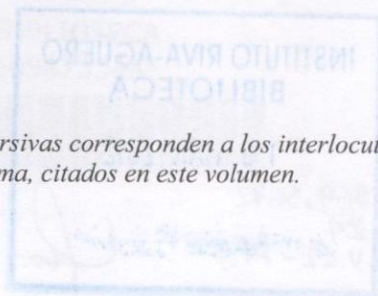 INSTITUTO RIVA-AGÜERO
BIBLIOTECA
rsivas corresponden a los interlocut
ma, citados en este volumen.